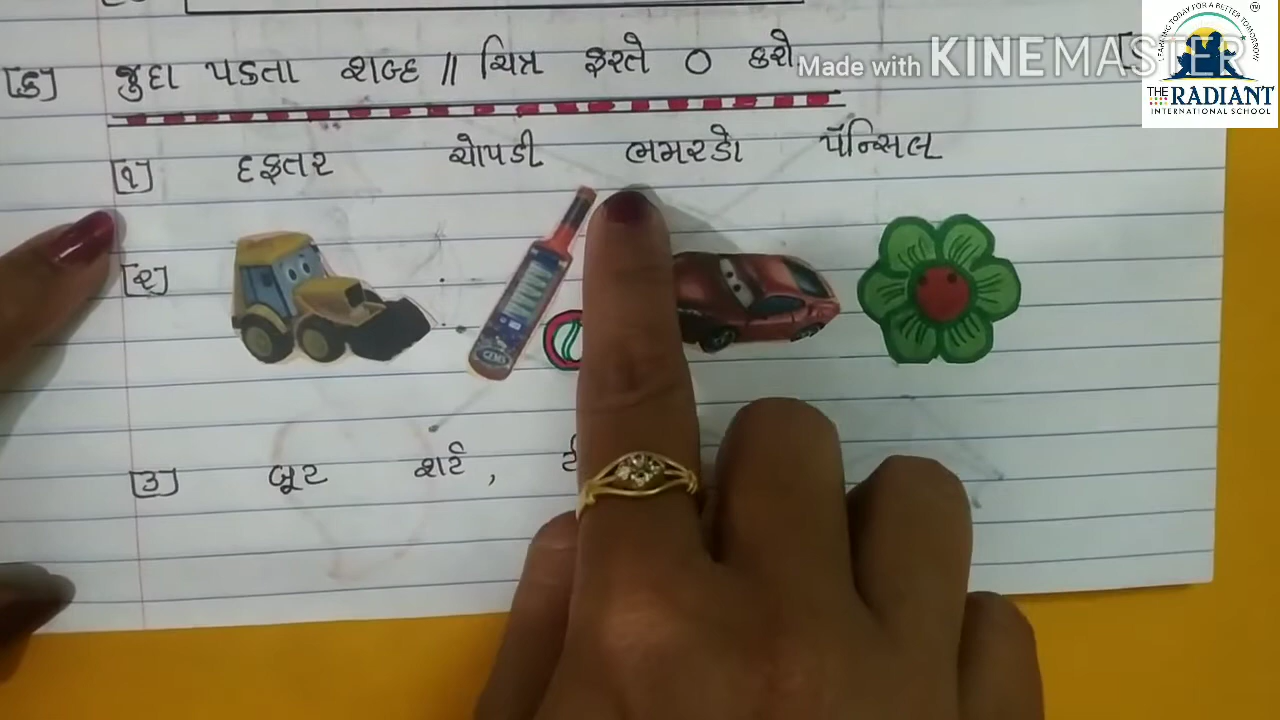 [ક] જુદા પડતા શબ્દ // ચિત્ર ફરતે O કરો
[૧] દફતર ચોપડી ભમરડો પૅન્સિલ
[૨]
[૩] બૂટ શર્ટ ,
Made with KINEMASTER
THE RADIANT
INTERNATIONAL SCHOOL